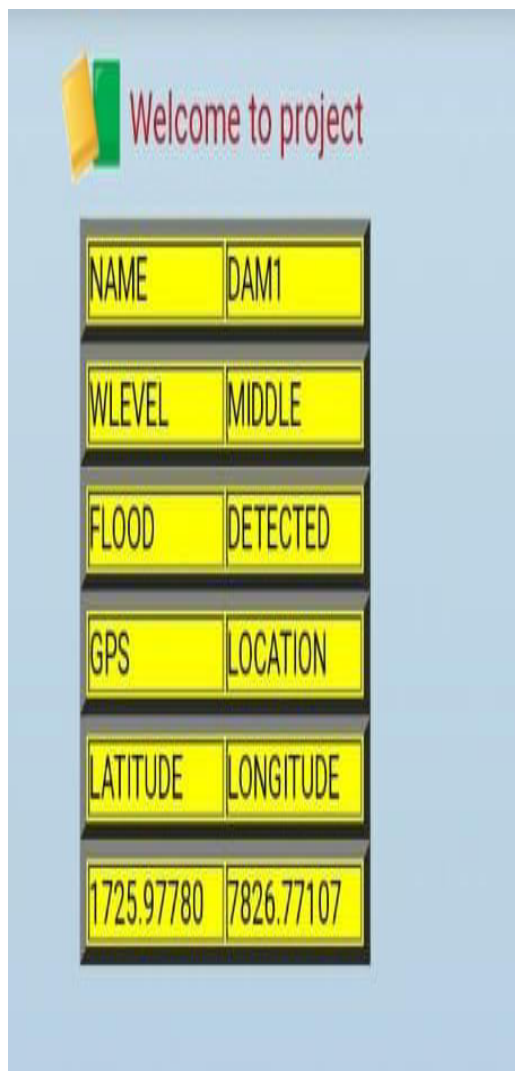 Welcome to project
NAME DAM1
WLEVEL MIDDLE
FLOOD DETECTED
GPS LOCATION
LATITUDE LONGITUDE
1725.97780 7826.77107